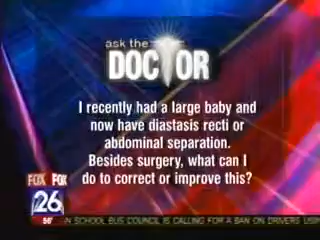 ask the
DOCTOR
I recently had a large baby and
now have diastasis recti or
abdominal separation.
Besides surgery, what can I
do to correct or improve this?
FOX FOX
26
56°
N SCHOOL BUS COUNCIL IS CALLING FOR A BAN ON DRIVERS USIN